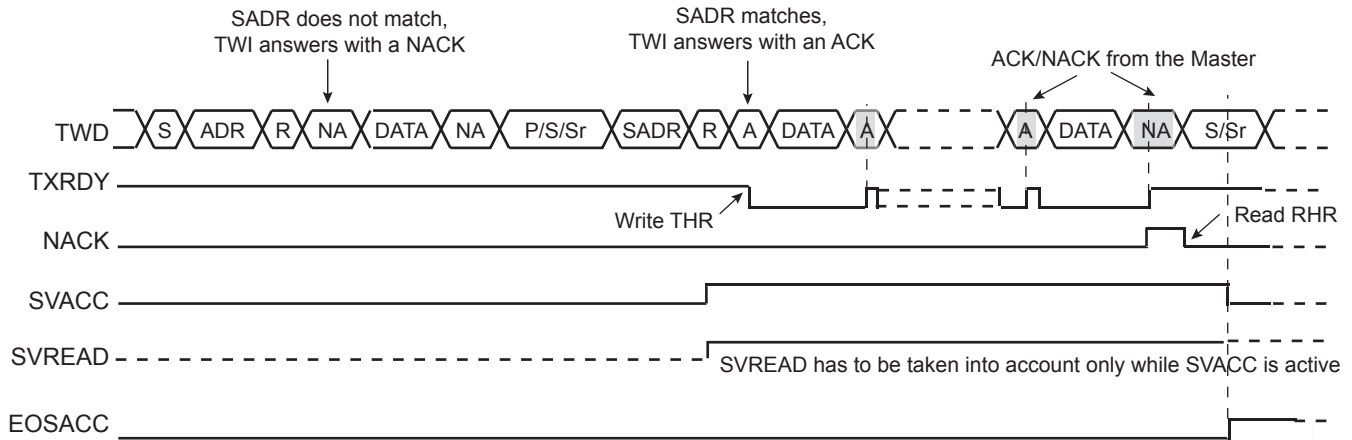 SADR does not match,
TWI answers with a NACK
SADR matches,
TWI answers with an ACK
ACK/NACK from the Master
TWD S ADR R NA DATA NA P/S/Sr SADR R A DATA A A DATA NA S/Sr
TXRDY
Write THR
Read RHR
NACK
SVACC
SVREAD
SVREAD has to be taken into account only while SVACC is active
EOSACC